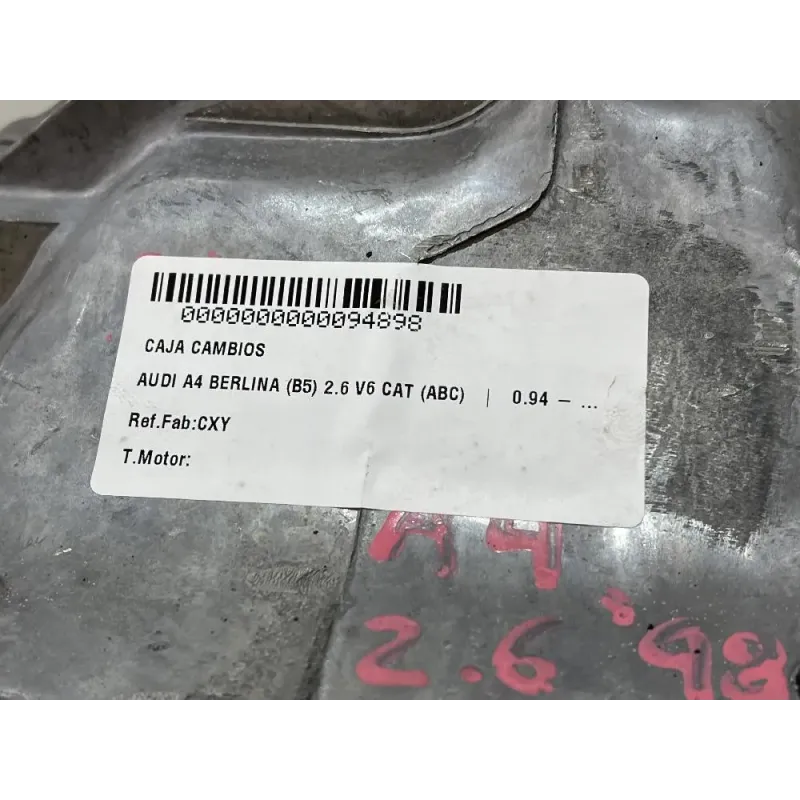 0000000000094898
CAJA CAMBIOS
AUDI A4 BERLINA (B5) 2.6 V6 CAT (ABC) | 0.94 – ...
Ref.Fab:CXY
T.Motor:
A4
2.6 '98